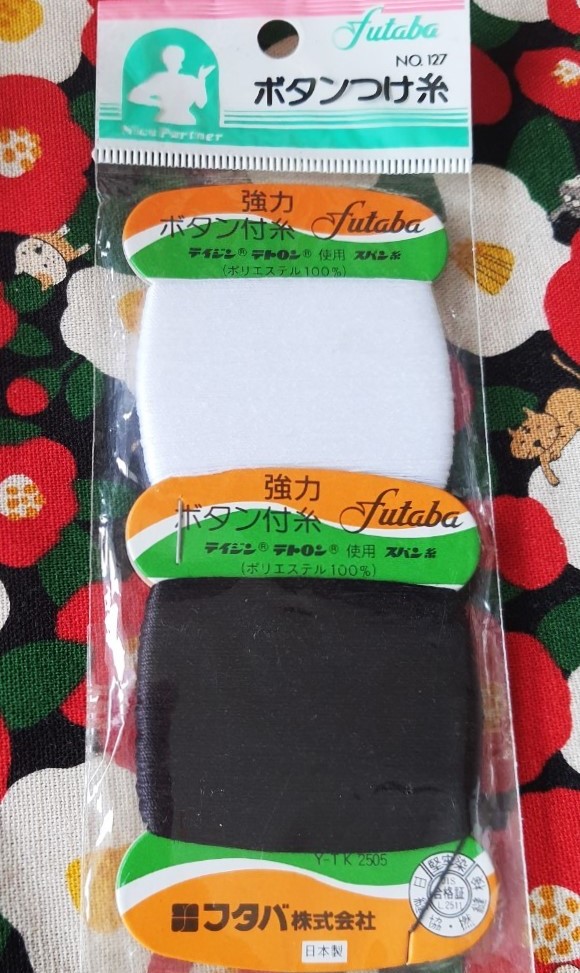 futaba
NO. 127
ボタンつけ糸
Nice Partner
強力
ボタン付糸 futaba
テイジン® テトロン® 使用 スパン糸
(ポリエステル100%)
強力
ボタン付糸 futaba
テイジン® テトロン® 使用 スパン糸
(ポリエステル100%)
Y-TK 2505
合格証
フタバ株式会社
日本製